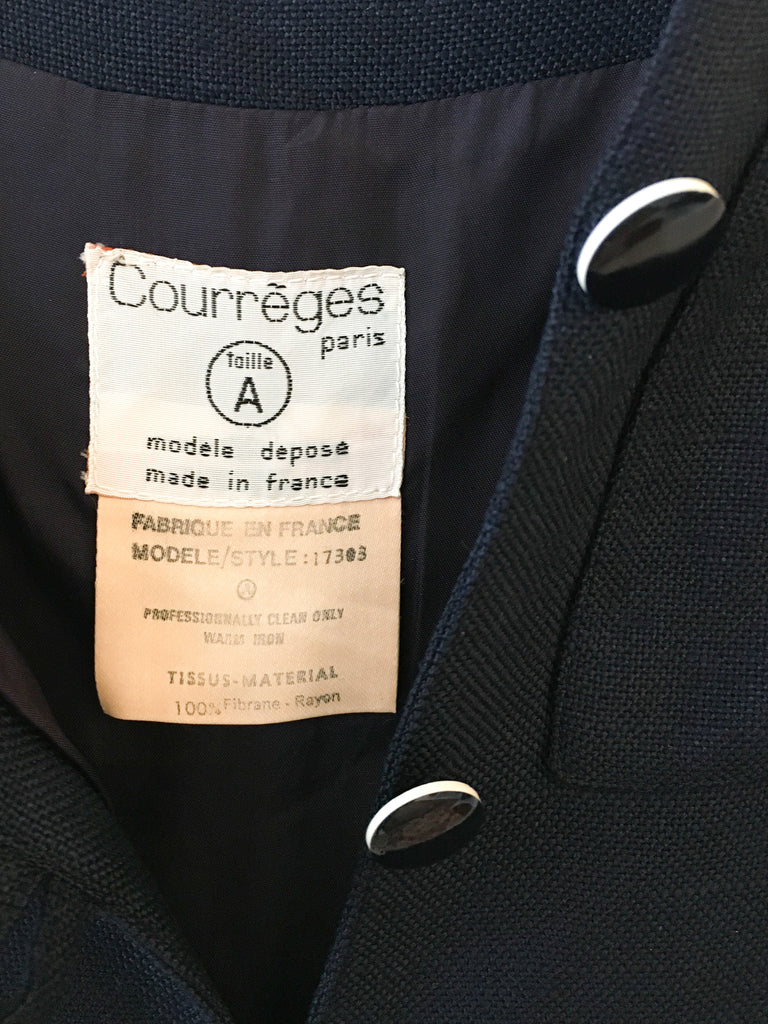 Courrèges
paris
taille
A
modèle déposé
made in france
FABRIQUE EN FRANCE
MODELE/STYLE: 17303
A
PROFESSIONNALLY CLEAN ONLY
WARM IRON
TISSUS-MATERIAL
100% Fibrane - Rayon